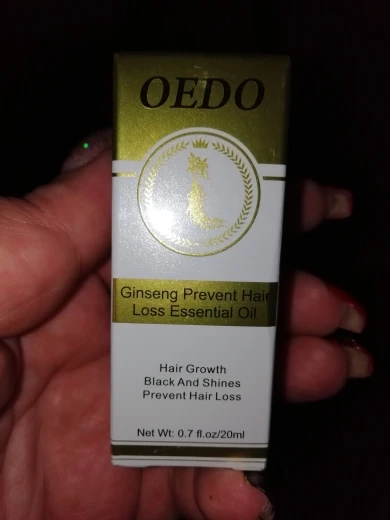 OEDO
Ginseng Prevent Hair
Loss Essential Oil
Hair Growth
Black And Shines
Prevent Hair Loss
Net Wt: 0.7 fl.oz/20ml